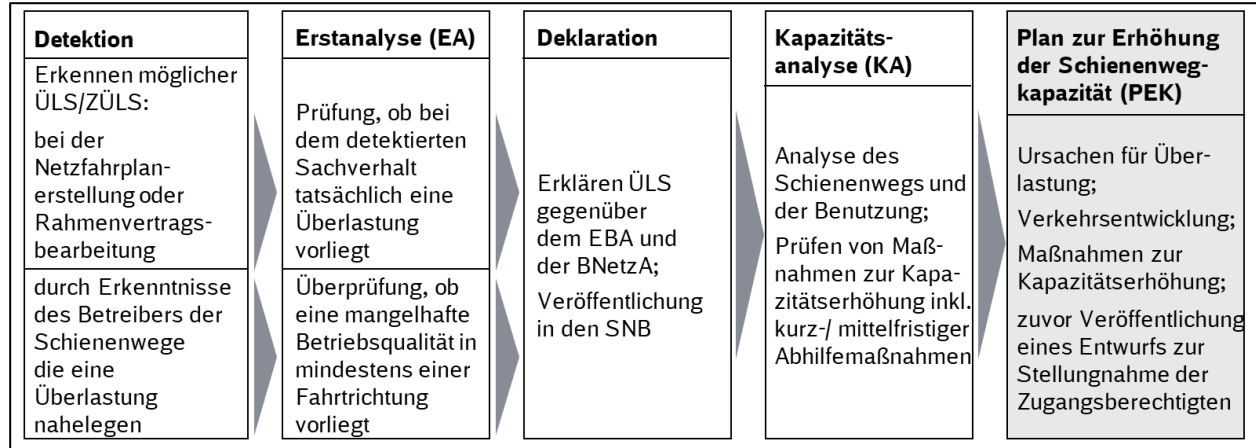 Detektion
Erkennen möglicher
ÜLS/ZÜLS:
bei der
Netzfahrplan-
erstellung oder
Rahmenvertrags-
bearbeitung
durch Erkenntnisse
des Betreibers der
Schienenwege
die eine
Überlastung
nahelegen
Erstanalyse (EA)
Prüfung, ob bei
dem detektierten
Sachverhalt
tatsächlich eine
Überlastung
vorliegt
Überprüfung, ob
eine mangelhafte
Betriebsqualität in
mindestens einer
Fahrtrichtung
vorliegt
Deklaration
Erklären ÜLS
gegenüber
dem EBA und
der BNetzA;
Veröffentlichung
in den SNB
Kapazitäts-
analyse (KA)
Analyse des
Schienenwegs und
der Benutzung;
Prüfen von Maß-
nahmen zur Kapa-
zitätserhöhung inkl.
kurz-/ mittelfristiger
Abhilfemaßnahmen
Plan zur Erhöhung
der Schienenweg-
kapazität (PEK)
Ursachen für Über-
lastung;
Verkehrsentwicklung;
Maßnahmen zur
Kapazitätserhöhung;
zuvor Veröffentlichung
eines Entwurfs zur
Stellungnahme der
Zugangsberechtigten